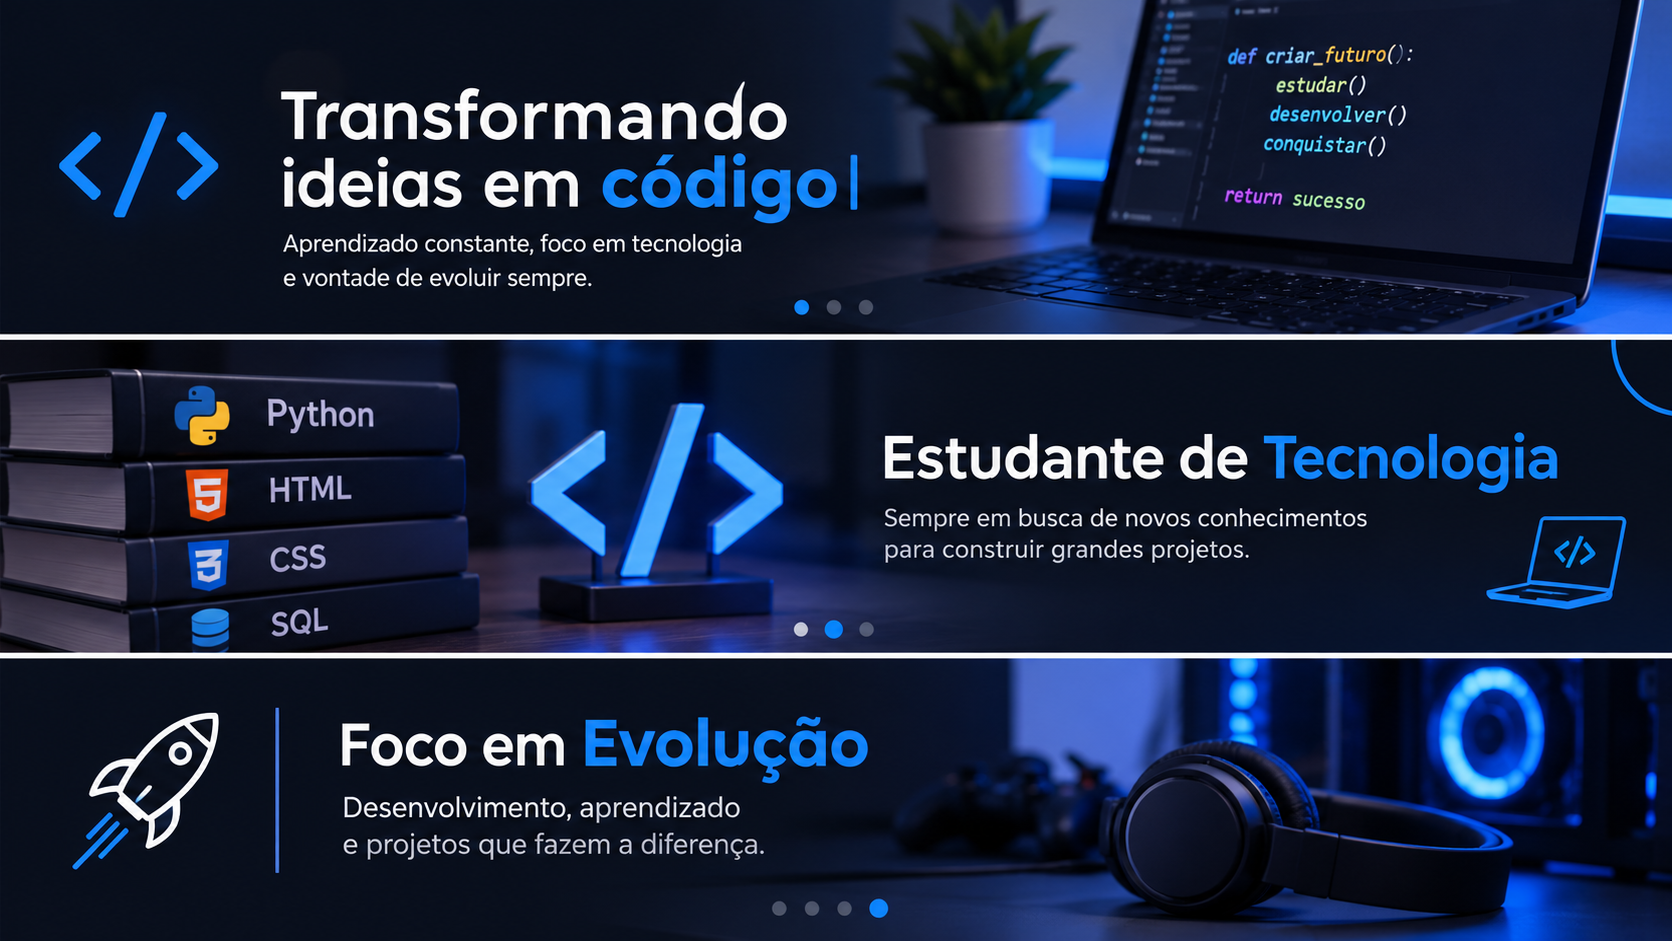 </>
Transformando
ideias em código|
Aprendizado constante, foco em tecnologia
e vontade de evoluir sempre.
def criar_futuro():
estudar()
desenvolver()
conquistar()
return sucesso
Python
HTML
CSS
SQL
</>
Estudante de Tecnologia
Sempre em busca de novos conhecimentos
para construir grandes projetos.
</>
Foco em Evolução
Desenvolvimento, aprendizado
e projetos que fazem a diferença.